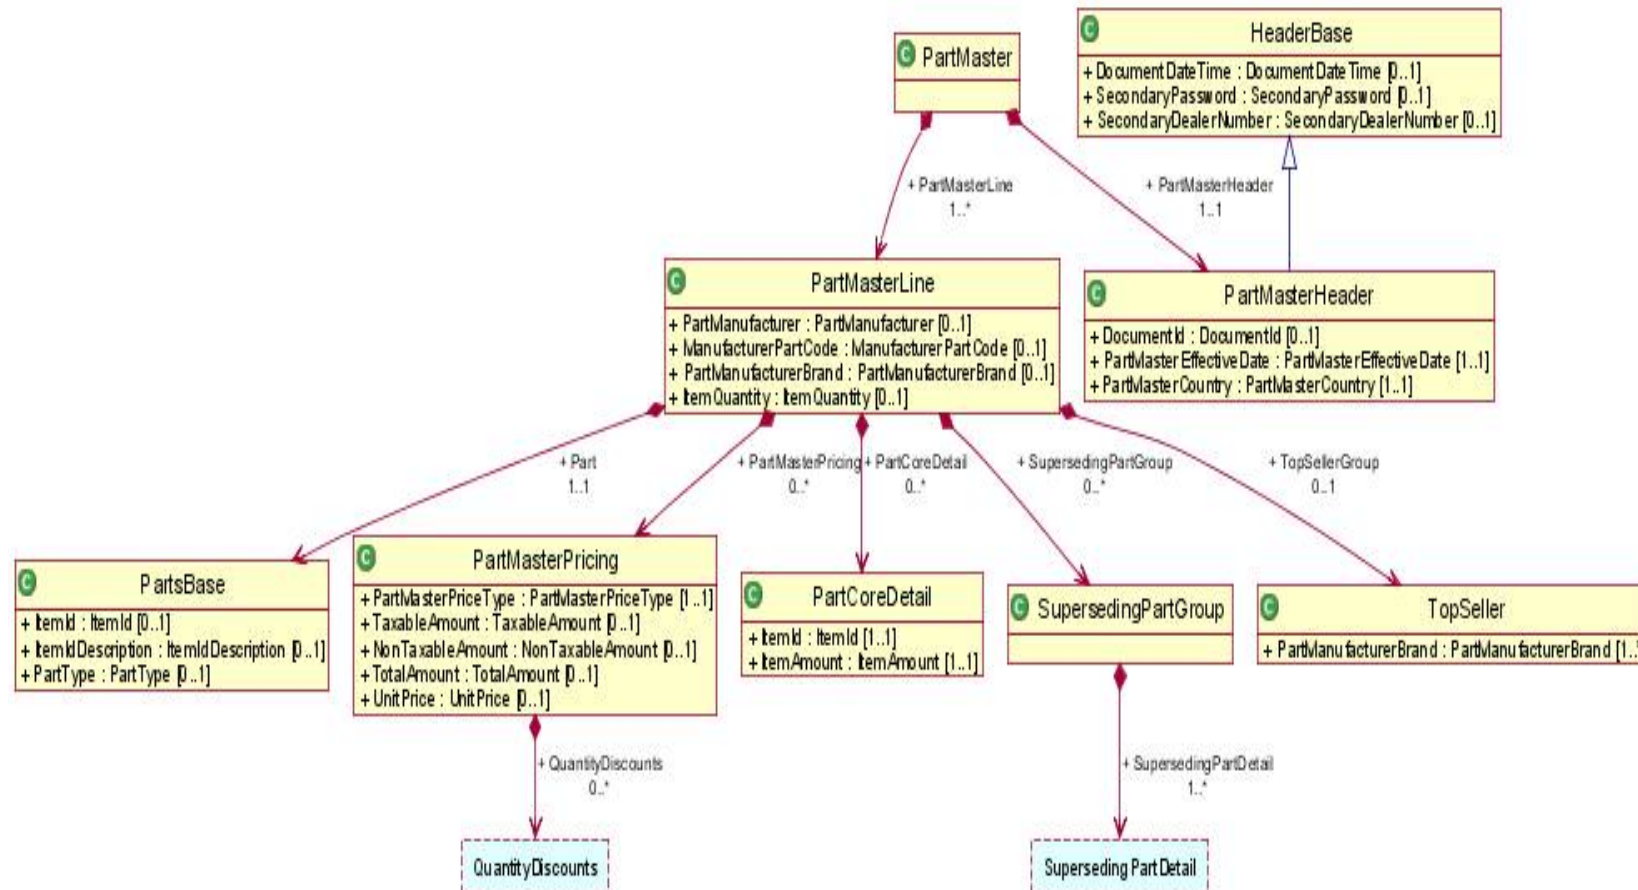 C PartMaster
C HeaderBase
+ DocumentDateTime : DocumentDateTime [0..1]
+ SecondaryPassword : SecondaryPassword [0..1]
+ SecondaryDealerNumber : SecondaryDealerNumber [0..1]
+ PartMasterLine
1..*
+ PartMasterHeader
1..1
C PartMasterLine
+ PartManufacturer : PartManufacturer [0..1]
+ ManufacturerPartCode : ManufacturerPartCode [0..1]
+ PartManufacturerBrand : PartManufacturerBrand [0..1]
+ ItemQuantity : ItemQuantity [0..1]
C PartMasterHeader
+ DocumentId : DocumentId [0..1]
+ PartMasterEffectiveDate : PartMasterEffectiveDate [1..1]
+ PartMasterCountry : PartMasterCountry [1..1]
+ Part
1..1
+ PartMasterPricing
0..*
+ PartCoreDetail
0..*
+ SupersedingPartGroup
0..*
+ TopSellerGroup
0..1
C PartsBase
+ ItemId : ItemId [0..1]
+ ItemIdDescription : ItemIdDescription [0..1]
+ PartType : PartType [0..1]
C PartMasterPricing
+ PartMasterPriceType : PartMasterPriceType [1..1]
+ TaxableAmount : TaxableAmount [0..1]
+ NonTaxableAmount : NonTaxableAmount [0..1]
+ TotalAmount : TotalAmount [0..1]
+ UnitPrice : UnitPrice [0..1]
C PartCoreDetail
+ ItemId : ItemId [1..1]
+ ItemAmount : ItemAmount [1..1]
C SupersedingPartGroup
C TopSeller
+ PartManufacturerBrand : PartManufacturerBrand [1..
+ QuantityDiscounts
0..*
+ SupersedingPartDetail
1..*
QuantityDiscounts
SupersedingPartDetail